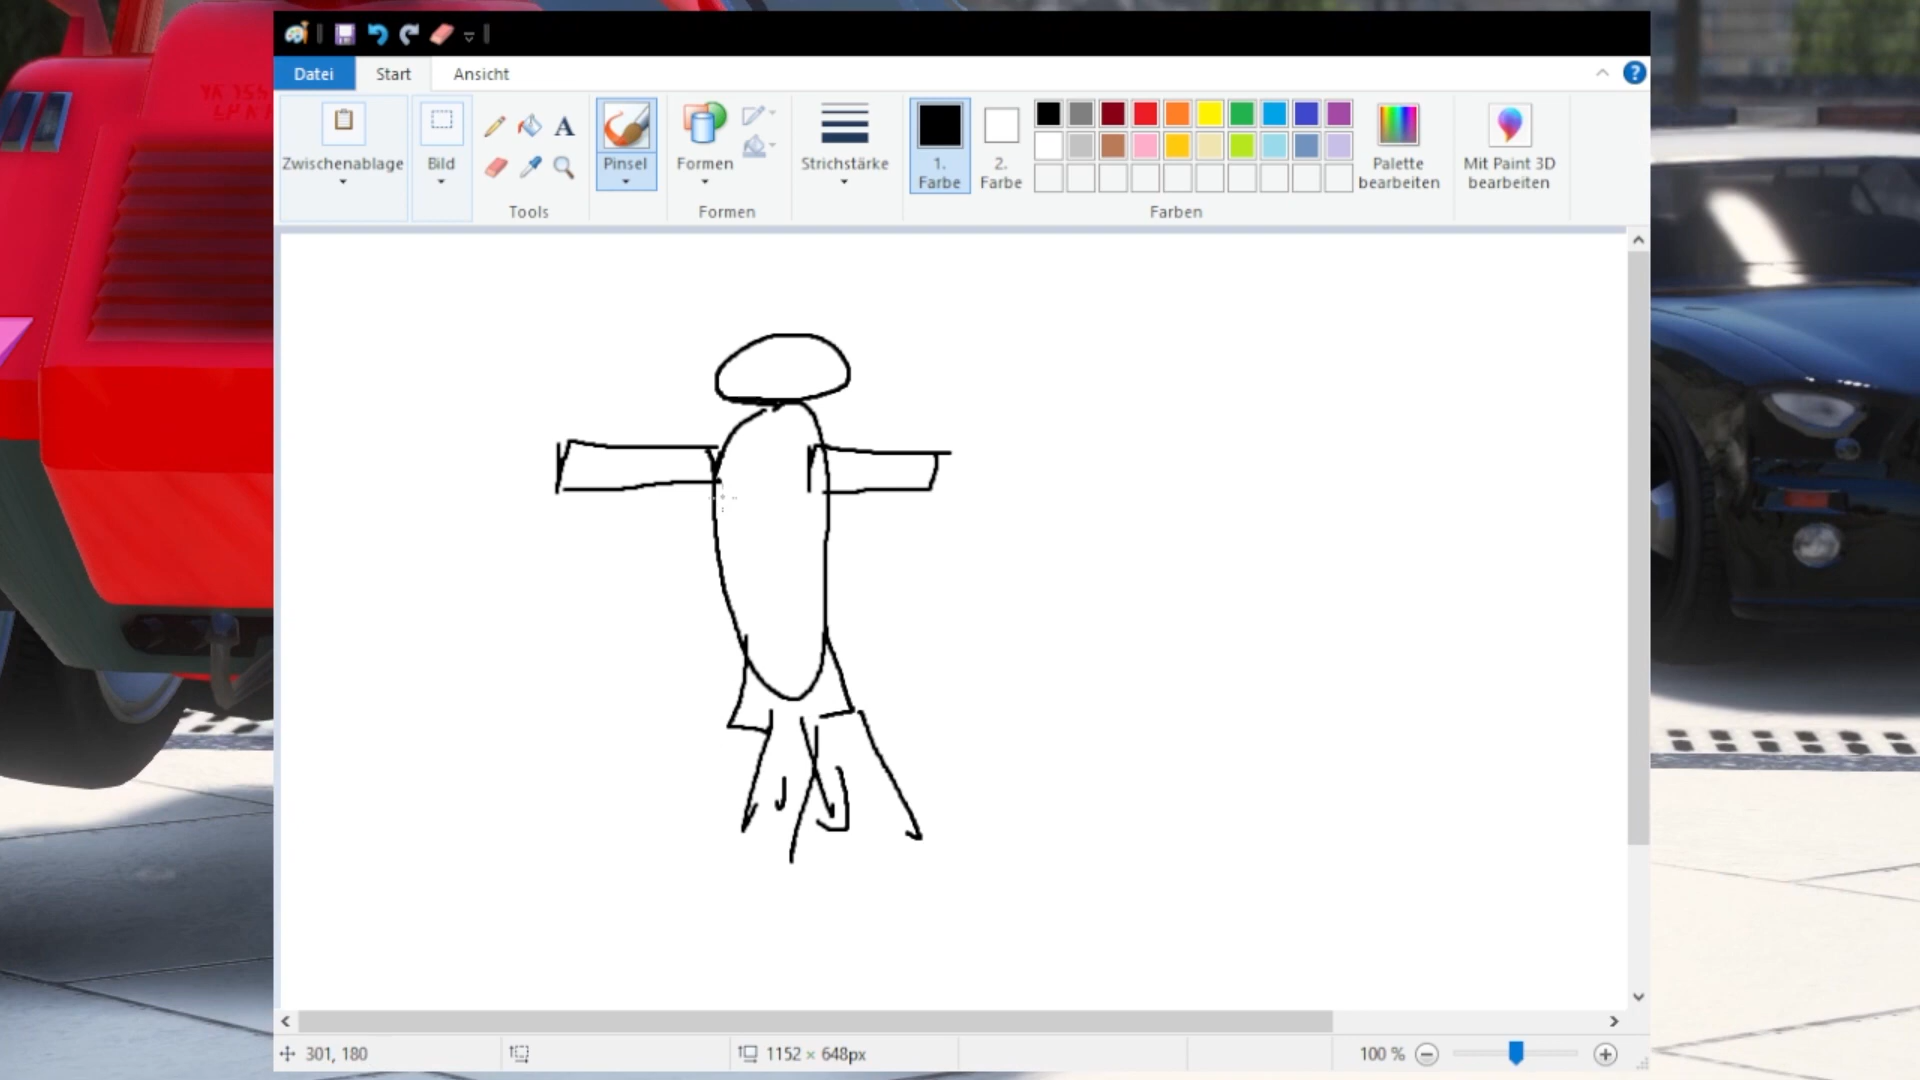 Datei Start Ansicht
Zwischenablage Bild Pinsel Formen Strichstärke 1. Farbe 2. Farbe Palette bearbeiten Mit Paint 3D bearbeiten
Tools Formen Farben
301, 180 1152 × 648px 100 %